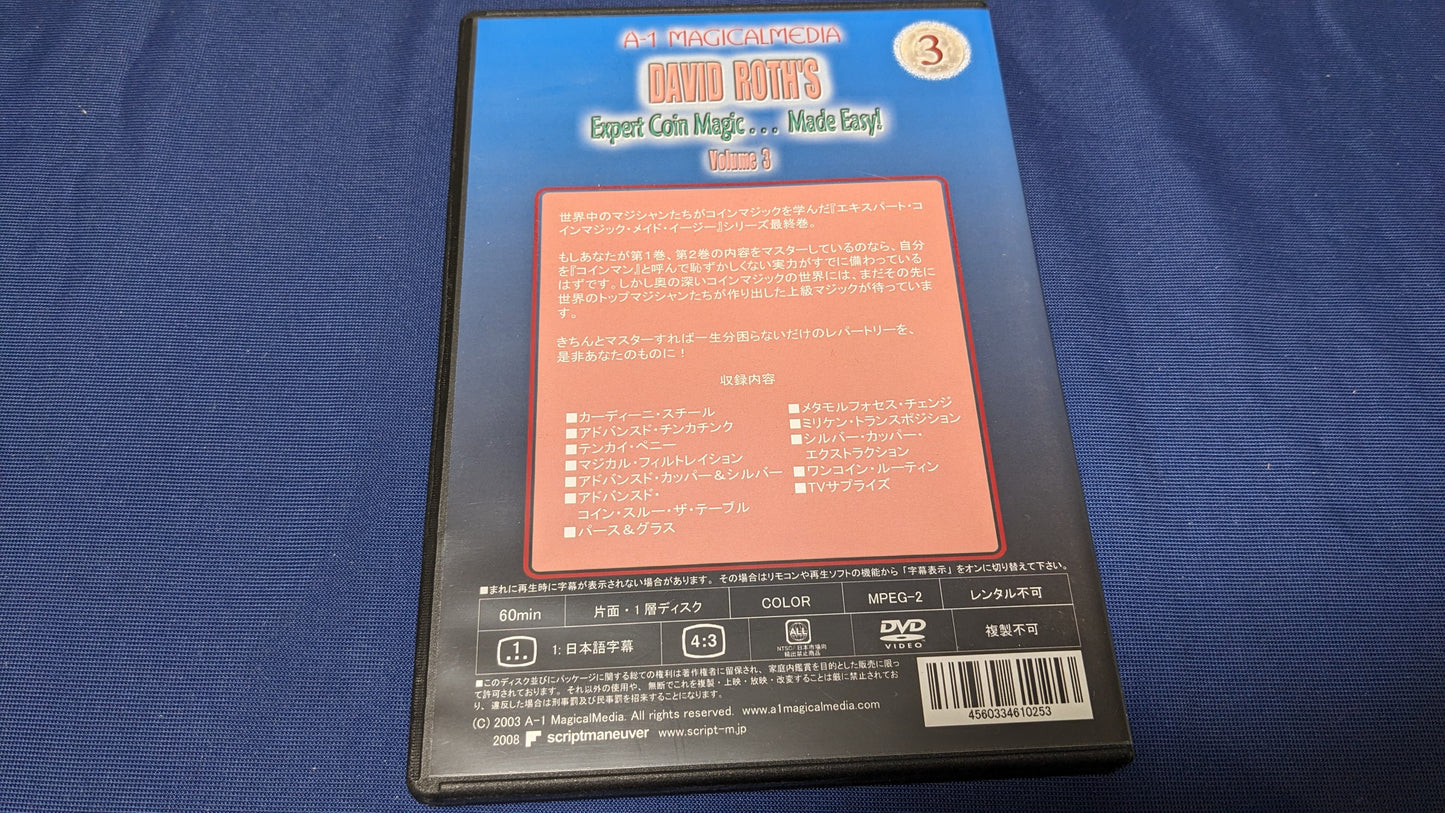 A-1 MAGICALMEDIA
3
DAVID ROTH'S
Expert Coin Magic . . . Made Easy!
Volume 3
世界中のマジシャンたちがコインマジックを学んだ『エキスパート・コ
インマジック・メイド・イージー』シリーズ最終巻。
もしあなたが第1巻、第2巻の内容をマスターしているのなら、自分
を『コインマン』と呼んで恥ずかしくない実力がすでに備わっている
はずです。しかし奥の深いコインマジックの世界には、まだその先に
世界のトップマジシャンたちが作り出した上級マジックが待っていま
す。
きちんとマスターすれば一生分困らないだけのレパートリーを、
是非あなたのものに！
収録内容
■カーディーニ・スチール
■アドバンスド・チンカチンク
■テンカイ・ペニー
■マジカル・フィルトレイション
■アドバンスド・カッパー＆シルバー
■アドバンスド・
コイン・スルー・ザ・テーブル
■パース＆グラス
■メタモルフォセス・チェンジ
■ミリケン・トランスポジション
■シルバー・カッパー・
エクストラクション
■ワンコイン・ルーティン
■TVサプライズ
■まれに再生時に字幕が表示されない場合があります。その場合はリモコンや再生ソフトの機能から「字幕表示」をオンに切り替えて下さい。
60min 片面・1層ディスク COLOR MPEG-2 レンタル不可
1 ... 1:日本語字幕 4:3 ALL DVD VIDEO 複製不可
NTSC/日本市場向
輸出禁止商品
■このディスク並びにパッケージに関する総ての権利は著作権者に留保され、家庭内鑑賞を目的とした販売に限っ
て許可されております。それ以外の使用や、無断でこれを複製・上映・放映・改変することは厳に禁止されてお
り、違反した場合は刑事罰及び民事罰を招来することになります。
(C) 2003 A-1 MagicalMedia. All rights reserved. www.a1magicalmedia.com
2008 scriptmaneuver www.script-m.jp
4560334610253